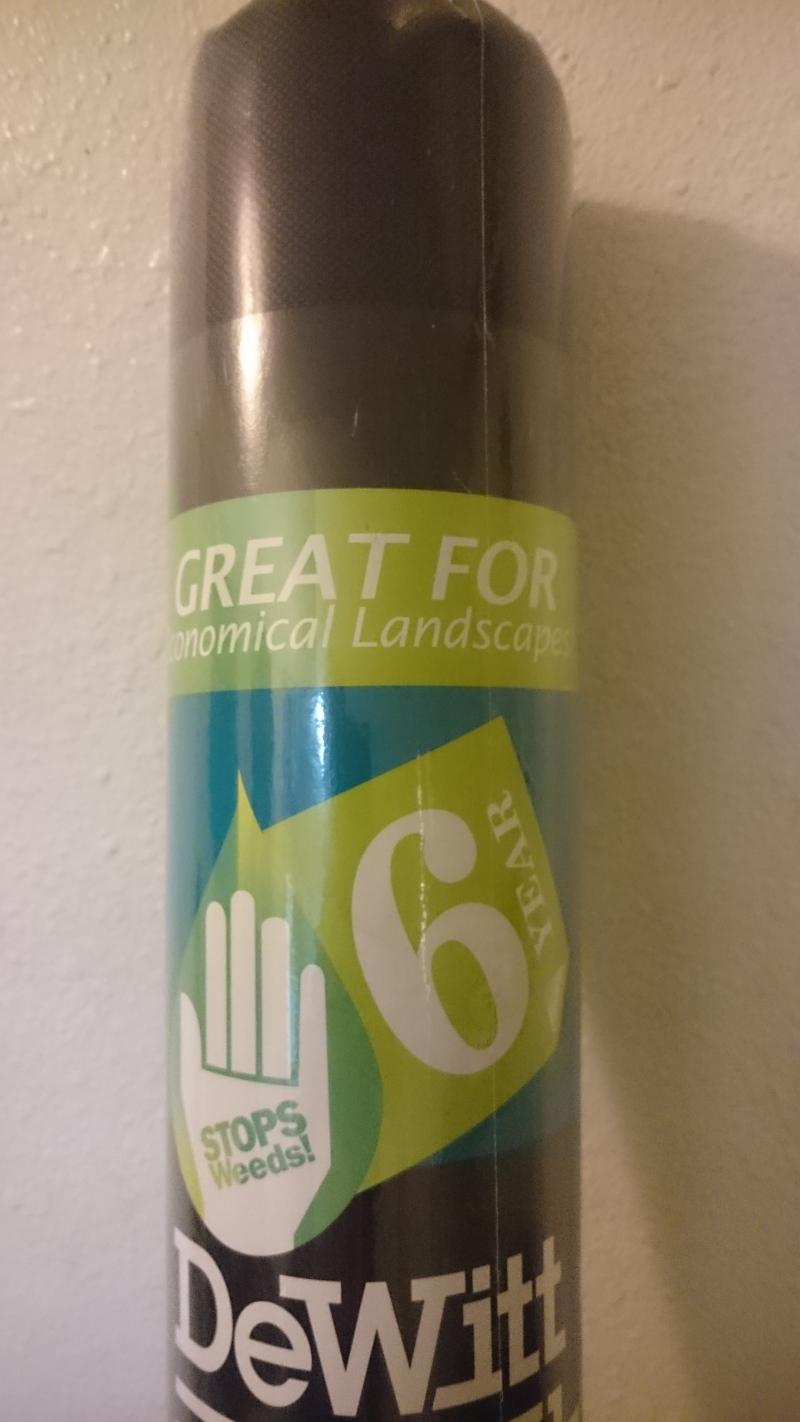 GREAT FOR
conomical Landscapes
6
YEAR
STOPS
Weeds!
DeWitt